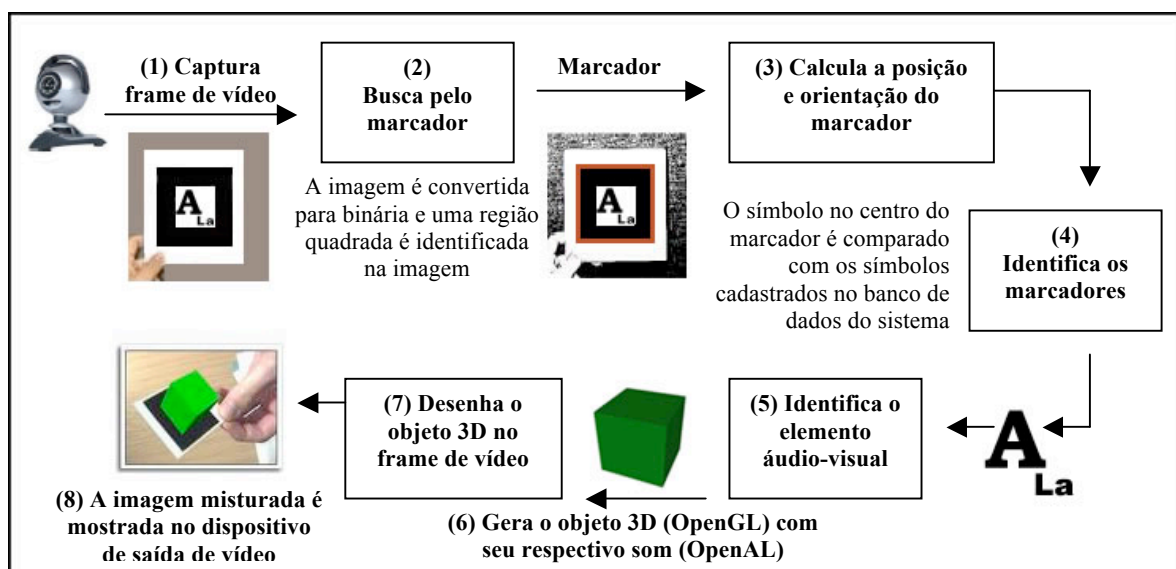 (1) Captura
frame de vídeo
A
La
(2)
Busca pelo
marcador
A imagem é convertida
para binária e uma região
quadrada é identificada
na imagem
Marcador
A
La
(3) Calcula a posição
e orientação do
marcador
O símbolo no centro do
marcador é comparado
com os símbolos
cadastrados no banco de
dados do sistema
(4)
Identifica os
marcadores
A
La
(5) Identifica o
elemento
áudio-visual
(6) Gera o objeto 3D (OpenGL) com
seu respectivo som (OpenAL)
(7) Desenha o
objeto 3D no
frame de vídeo
(8) A imagem misturada é
mostrada no dispositivo
de saída de vídeo